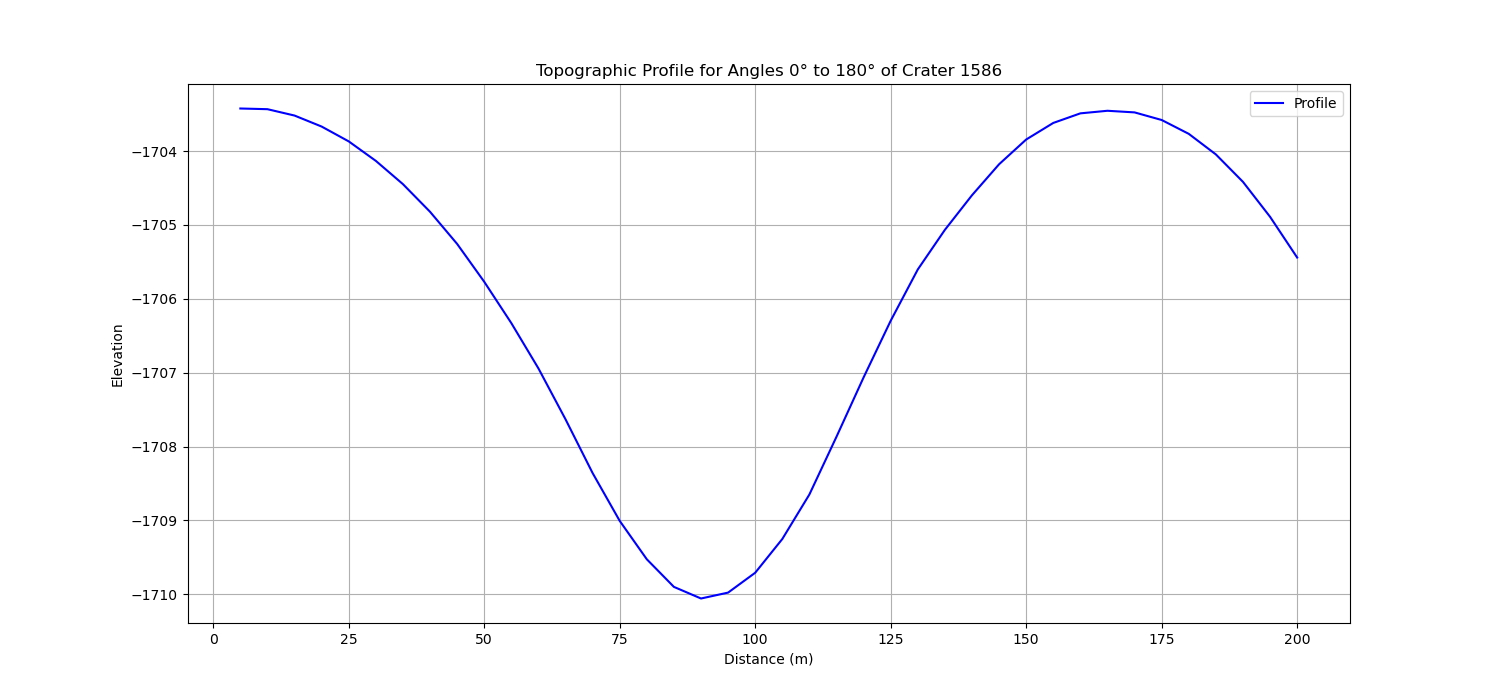 Topographic Profile for Angles 0° to 180° of Crater 1586
Profile
−1704
−1705
−1706
−1707
−1708
−1709
−1710
Elevation
0 25 50 75 100 125 150 175 200
Distance (m)